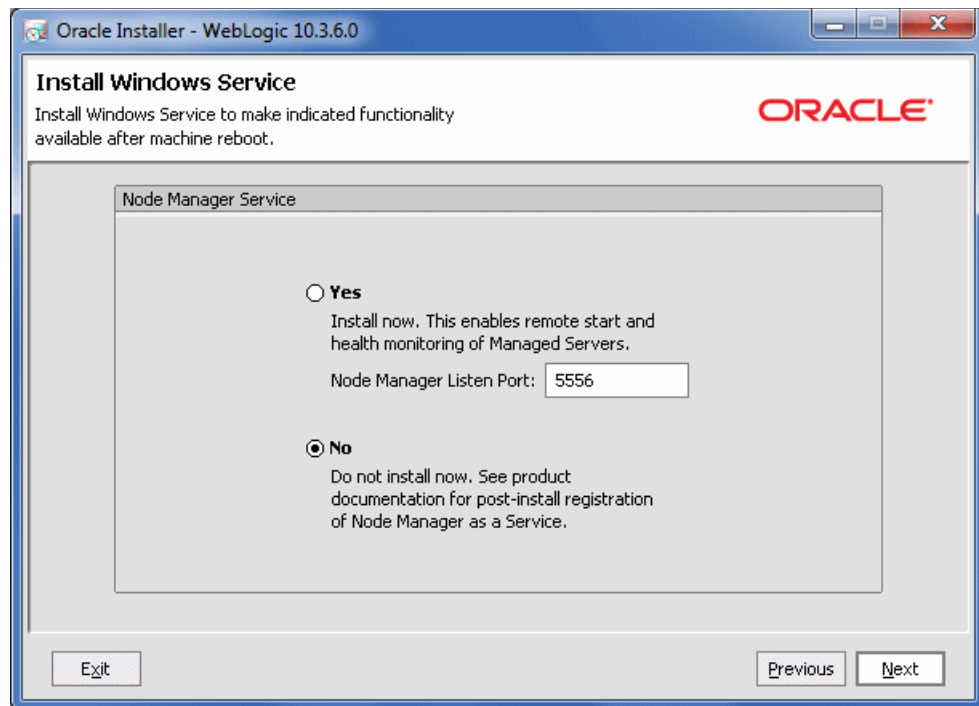 Oracle Installer - WebLogic 10.3.6.0
Install Windows Service
Install Windows Service to make indicated functionality
available after machine reboot.
ORACLE
Node Manager Service
Yes
Install now. This enables remote start and
health monitoring of Managed Servers.
Node Manager Listen Port: 5556
No
Do not install now. See product
documentation for post-install registration
of Node Manager as a Service.
Exit
Previous
Next